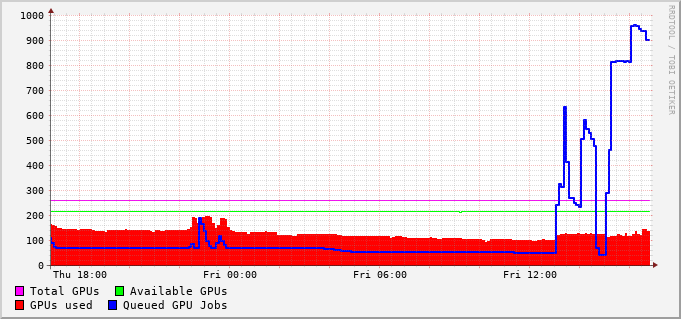 1000
900
800
700
600
500
400
300
200
100
0
Thu 18:00 Fri 00:00 Fri 06:00 Fri 12:00
Total GPUs Available GPUs
GPUs used Queued GPU Jobs
RRDTOOL / TOBI OETIKER